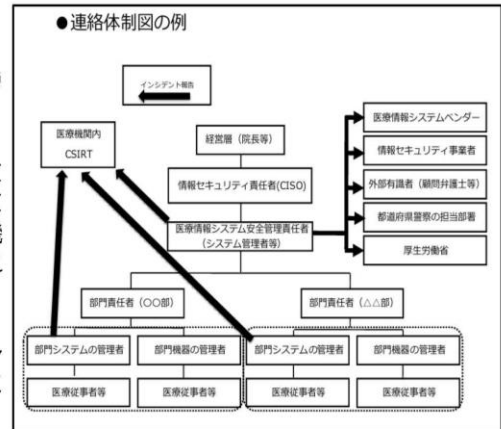 ●連絡体制図の例
インシデント報告
医療機関内
CSIRT
経営層（院長等）
情報セキュリティ責任者(CISO)
医療情報システム安全管理責任者
（システム管理者等）
医療情報システムベンダー
情報セキュリティ事業者
外部有識者（顧問弁護士等）
都道府県警察の担当部署
厚生労働省
部門責任者（○○部）
部門責任者（△△部）
部門システムの管理者
部門機器の管理者
部門システムの管理者
部門機器の管理者
医療従事者等
医療従事者等
医療従事者等
医療従事者等